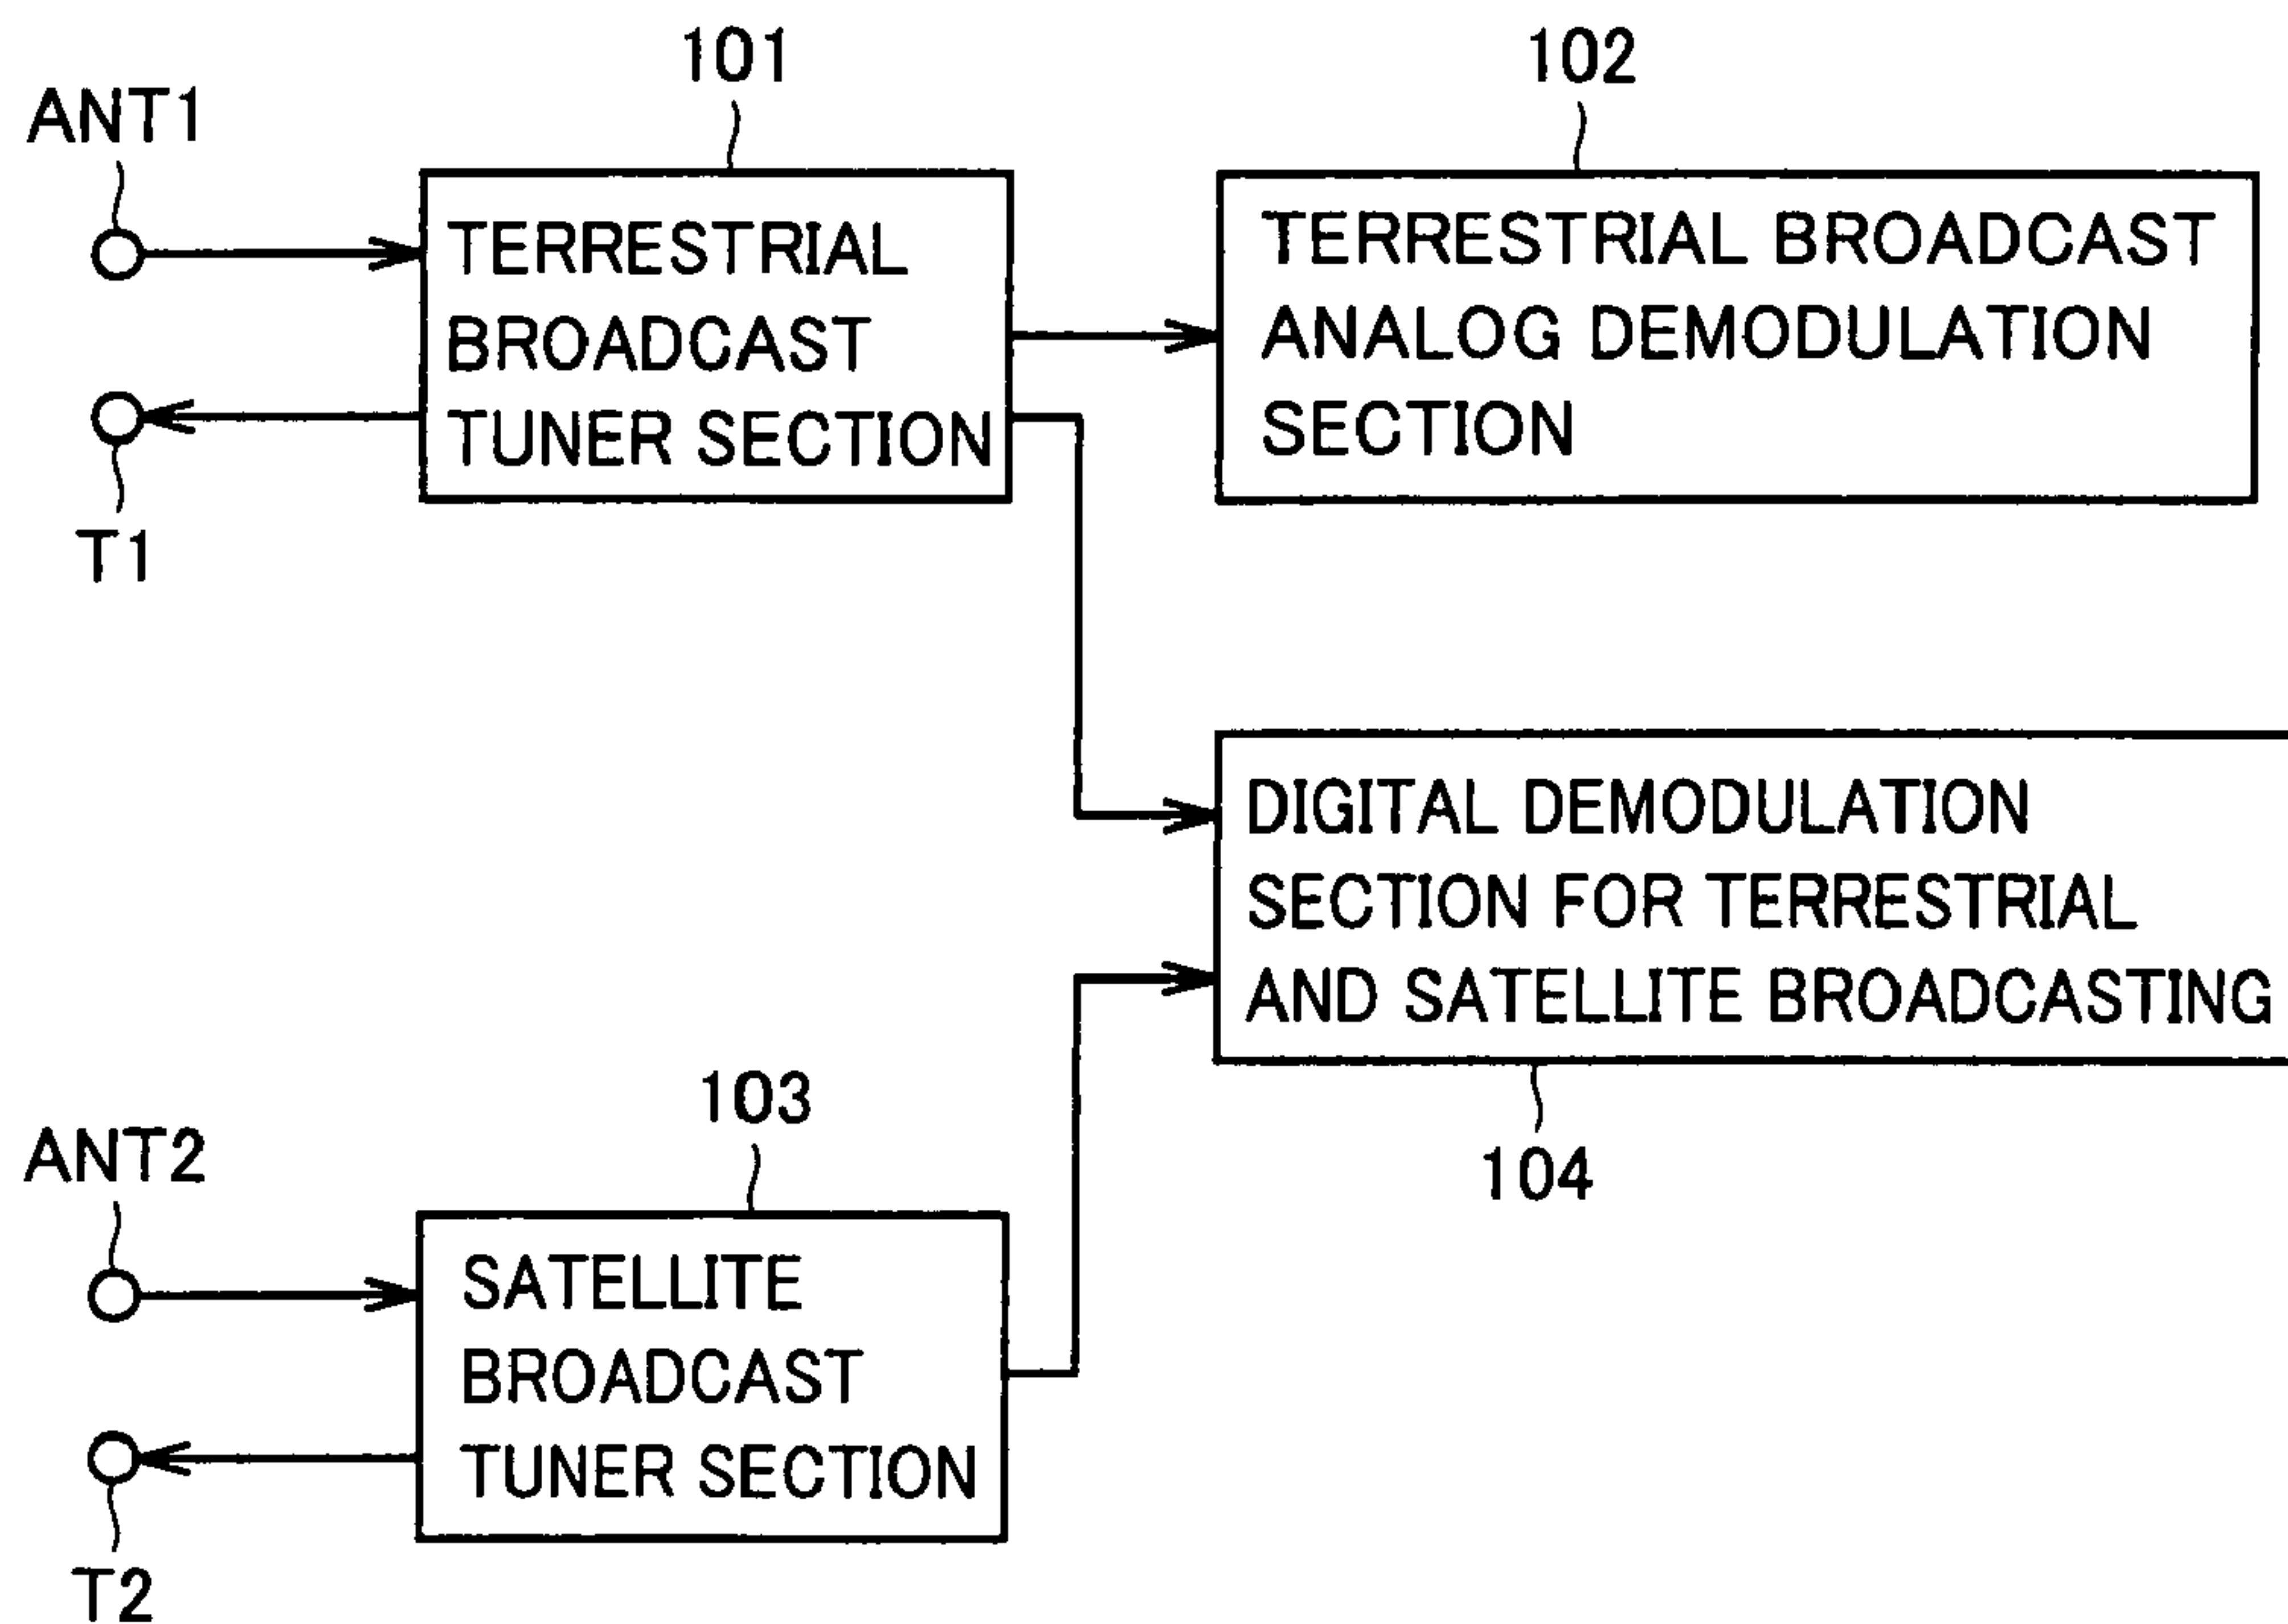 101
102
ANT1
TERRESTRIAL
BROADCAST
TUNER SECTION
TERRESTRIAL BROADCAST
ANALOG DEMODULATION
SECTION
T1
DIGITAL DEMODULATION
SECTION FOR TERRESTRIAL
AND SATELLITE BROADCASTING
104
103
ANT2
SATELLITE
BROADCAST
TUNER SECTION
T2